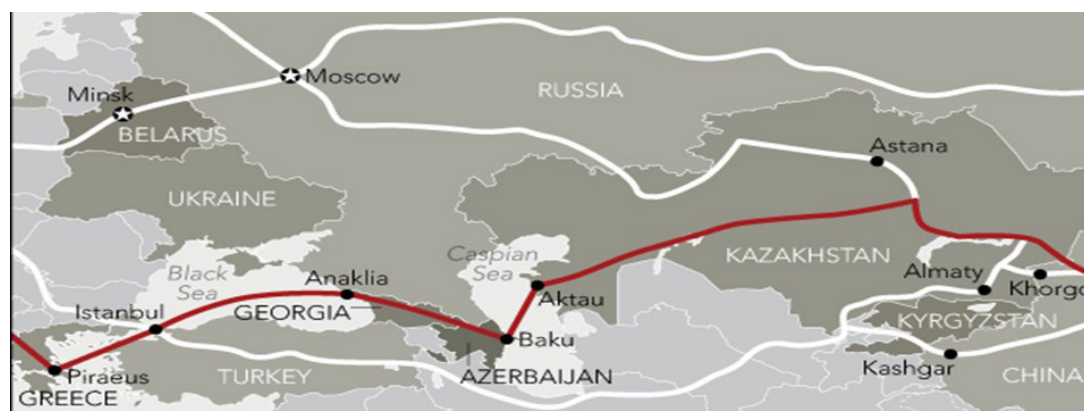 Moscow
RUSSIA
Minsk
BELARUS
Astana
UKRAINE
Caspian
Sea
KAZAKHSTAN
Black
Sea
Anaklia
Almaty
Aktau
Khorgo
Istanbul
GEORGIA
KYRGYZSTAN
Baku
Kashgar
Piraeus
TURKEY
AZERBAIJAN
CHINA
GREECE